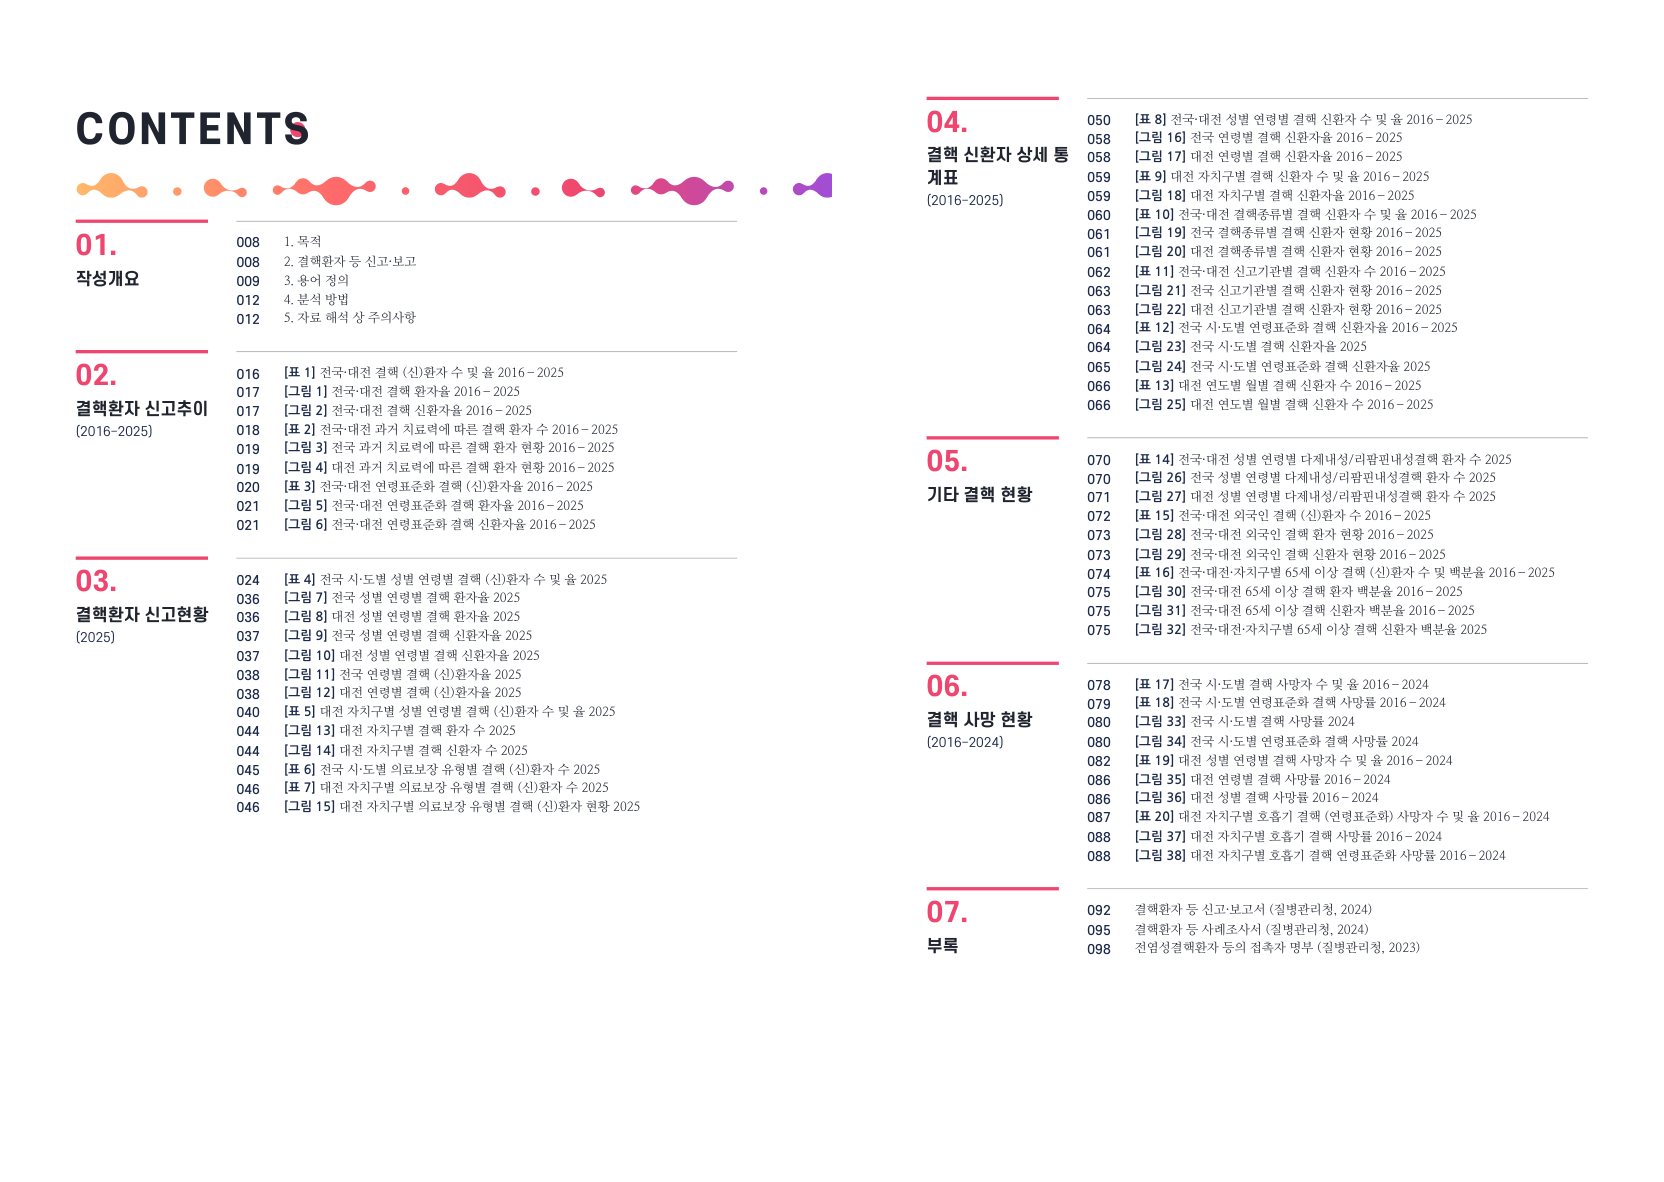 CONTENTS
01.
작성개요
008 1. 목적
008 2. 결핵환자 등 신고·보고
009 3. 용어 정의
012 4. 분석 방법
012 5. 자료 해석 상 주의사항
02.
결핵환자 신고추이
(2016-2025)
016 [표 1] 전국·대전 결핵 (신)환자 수 및 율 2016-2025
017 [그림 1] 전국·대전 결핵 환자율 2016-2025
017 [그림 2] 전국·대전 결핵 신환자율 2016-2025
018 [표 2] 전국·대전 과거 치료력에 따른 결핵 환자 수 2016-2025
019 [그림 3] 전국 과거 치료력에 따른 결핵 환자 현황 2016-2025
019 [그림 4] 대전 과거 치료력에 따른 결핵 환자 현황 2016-2025
020 [표 3] 전국·대전 연령표준화 결핵 (신)환자율 2016-2025
021 [그림 5] 전국·대전 연령표준화 결핵 환자율 2016-2025
021 [그림 6] 전국·대전 연령표준화 결핵 신환자율 2016-2025
03.
결핵환자 신고현황
(2025)
024 [표 4] 전국 시·도별 성별 연령별 결핵 (신)환자 수 및 율 2025
036 [그림 7] 전국 성별 연령별 결핵 환자율 2025
036 [그림 8] 대전 성별 연령별 결핵 환자율 2025
037 [그림 9] 전국 성별 연령별 결핵 신환자율 2025
037 [그림 10] 대전 성별 연령별 결핵 신환자율 2025
038 [그림 11] 전국 연령별 결핵 (신)환자율 2025
038 [그림 12] 대전 연령별 결핵 (신)환자율 2025
040 [표 5] 대전 자치구별 성별 연령별 결핵 (신)환자 수 및 율 2025
044 [그림 13] 대전 자치구별 결핵 환자 수 2025
044 [그림 14] 대전 자치구별 결핵 신환자 수 2025
045 [표 6] 전국 시·도별 의료보장 유형별 결핵 (신)환자 수 2025
046 [표 7] 대전 자치구별 의료보장 유형별 결핵 (신)환자 수 2025
046 [그림 15] 대전 자치구별 의료보장 유형별 결핵 (신)환자 현황 2025
04.
결핵 신환자 상세 통
계표
(2016-2025)
050 [표 8] 전국·대전 성별 연령별 결핵 신환자 수 및 율 2016-2025
058 [그림 16] 전국 연령별 결핵 신환자율 2016-2025
058 [그림 17] 대전 연령별 결핵 신환자율 2016-2025
059 [표 9] 대전 자치구별 결핵 신환자 수 및 율 2016-2025
059 [그림 18] 대전 자치구별 결핵 신환자율 2016-2025
060 [표 10] 전국·대전 결핵종류별 결핵 신환자 수 및 율 2016-2025
061 [그림 19] 전국 결핵종류별 결핵 신환자 현황 2016-2025
061 [그림 20] 대전 결핵종류별 결핵 신환자 현황 2016-2025
062 [표 11] 전국·대전 신고기관별 결핵 신환자 수 2016-2025
063 [그림 21] 전국 신고기관별 결핵 신환자 현황 2016-2025
063 [그림 22] 대전 신고기관별 결핵 신환자 현황 2016-2025
064 [표 12] 전국 시·도별 연령표준화 결핵 신환자율 2016-2025
064 [그림 23] 전국 시·도별 결핵 신환자율 2025
065 [그림 24] 전국 시·도별 연령표준화 결핵 신환자율 2025
066 [표 13] 대전 연도별 월별 결핵 신환자 수 2016-2025
066 [그림 25] 대전 연도별 월별 결핵 신환자 수 2016-2025
05.
기타 결핵 현황
070 [표 14] 전국·대전 성별 연령별 다제내성/리팜핀내성결핵 환자 수 2025
070 [그림 26] 전국 성별 연령별 다제내성/리팜핀내성결핵 환자 수 2025
071 [그림 27] 대전 성별 연령별 다제내성/리팜핀내성결핵 환자 수 2025
072 [표 15] 전국·대전 외국인 결핵 (신)환자 수 2016-2025
073 [그림 28] 전국·대전 외국인 결핵 환자 현황 2016-2025
073 [그림 29] 전국·대전 외국인 결핵 신환자 현황 2016-2025
074 [표 16] 전국·대전·자치구별 65세 이상 결핵 (신)환자 수 및 백분율 2016-2025
075 [그림 30] 전국·대전 65세 이상 결핵 환자 백분율 2016-2025
075 [그림 31] 전국·대전 65세 이상 결핵 신환자 백분율 2016-2025
075 [그림 32] 전국·대전·자치구별 65세 이상 결핵 신환자 백분율 2025
06.
결핵 사망 현황
(2016-2024)
078 [표 17] 전국 시·도별 결핵 사망자 수 및 율 2016-2024
079 [표 18] 전국 시·도별 연령표준화 결핵 사망률 2016-2024
080 [그림 33] 전국 시·도별 결핵 사망률 2024
080 [그림 34] 전국 시·도별 연령표준화 결핵 사망률 2024
082 [표 19] 대전 성별 연령별 결핵 사망자 수 및 율 2016-2024
086 [그림 35] 대전 연령별 결핵 사망률 2016-2024
086 [그림 36] 대전 성별 결핵 사망률 2016-2024
087 [표 20] 대전 자치구별 호흡기 결핵 (연령표준화) 사망자 수 및 율 2016-2024
088 [그림 37] 대전 자치구별 호흡기 결핵 사망률 2016-2024
088 [그림 38] 대전 자치구별 호흡기 결핵 연령표준화 사망률 2016-2024
07.
부록
092 결핵환자 등 신고·보고서 (질병관리청, 2024)
095 결핵환자 등 사례조사서 (질병관리청, 2024)
098 전염성결핵환자 등의 접촉자 명부 (질병관리청, 2023)